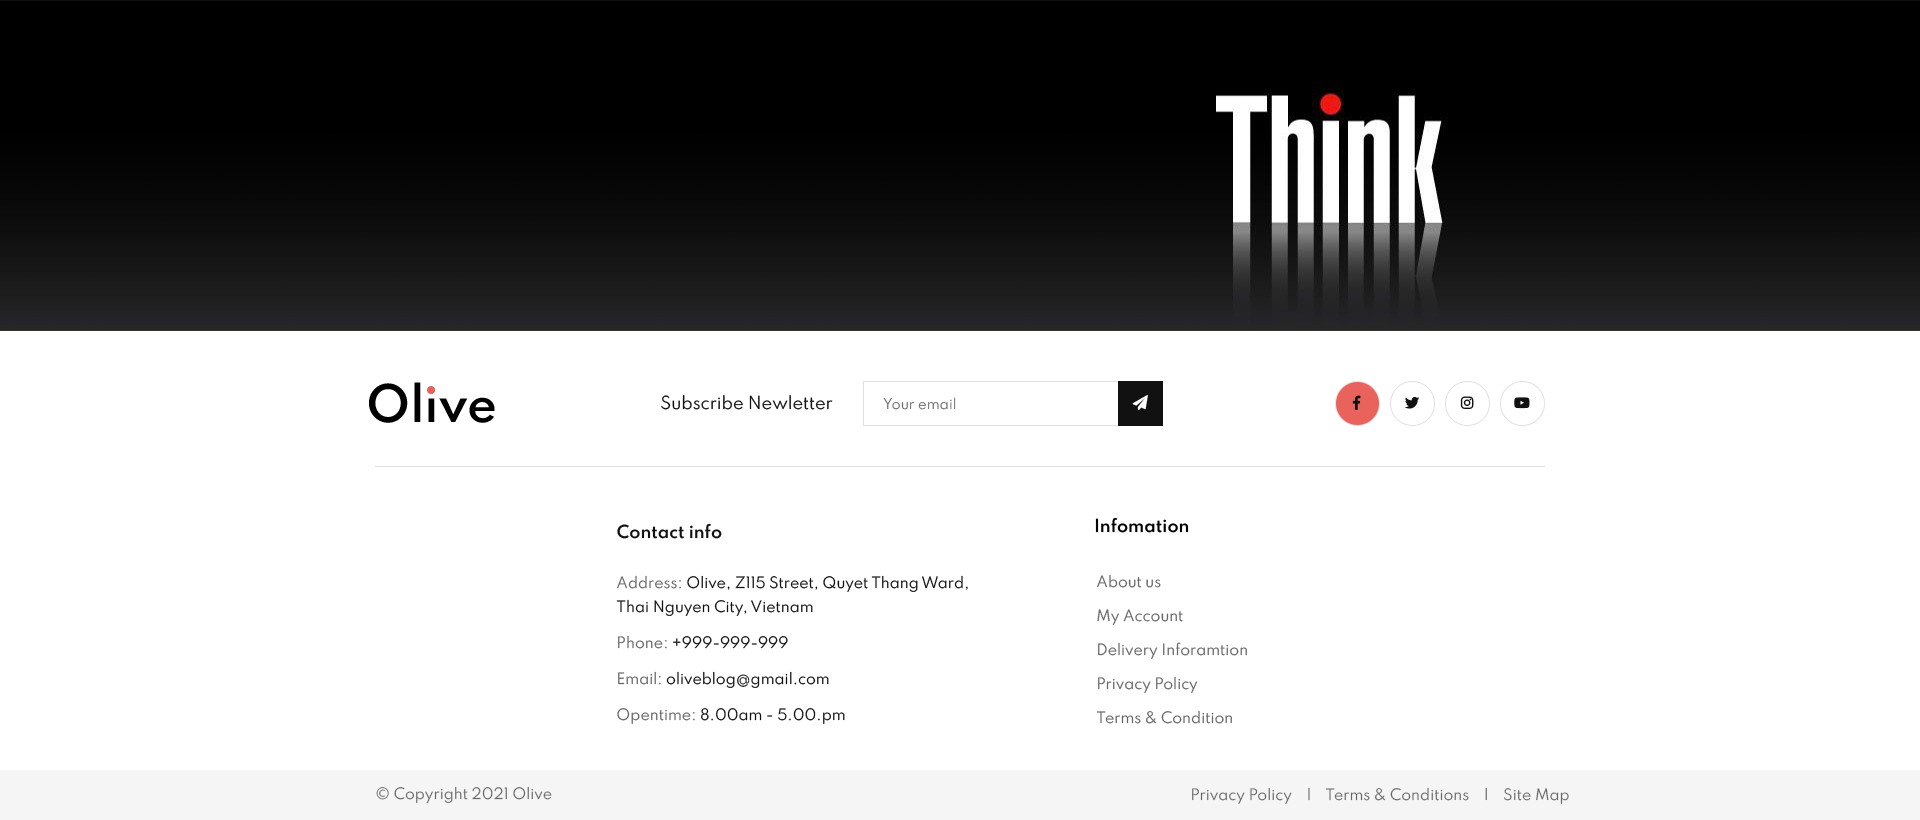 Think
Olive
Subscribe Newletter
Your email
Contact info
Address: Olive, Z115 Street, Quyet Thang Ward,
Thai Nguyen City, Vietnam
Phone: +999-999-999
Email: oliveblog@gmail.com
Opentime: 8.00am - 5.00.pm
Infomation
About us
My Account
Delivery Inforamtion
Privacy Policy
Terms & Condition
© Copyright 2021 Olive
Privacy Policy | Terms & Conditions | Site Map